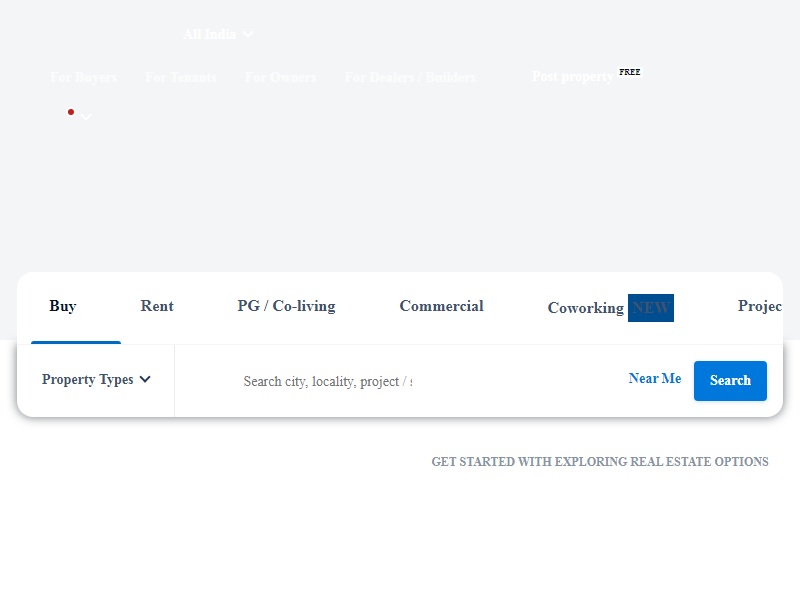 All India
For Buyers For Tenants For Owners For Dealers / Builders Post property FREE
Buy Rent PG / Co-living Commercial Coworking NEW Projec
Property Types Search city, locality, project / s Near Me Search
GET STARTED WITH EXPLORING REAL ESTATE OPTIONS